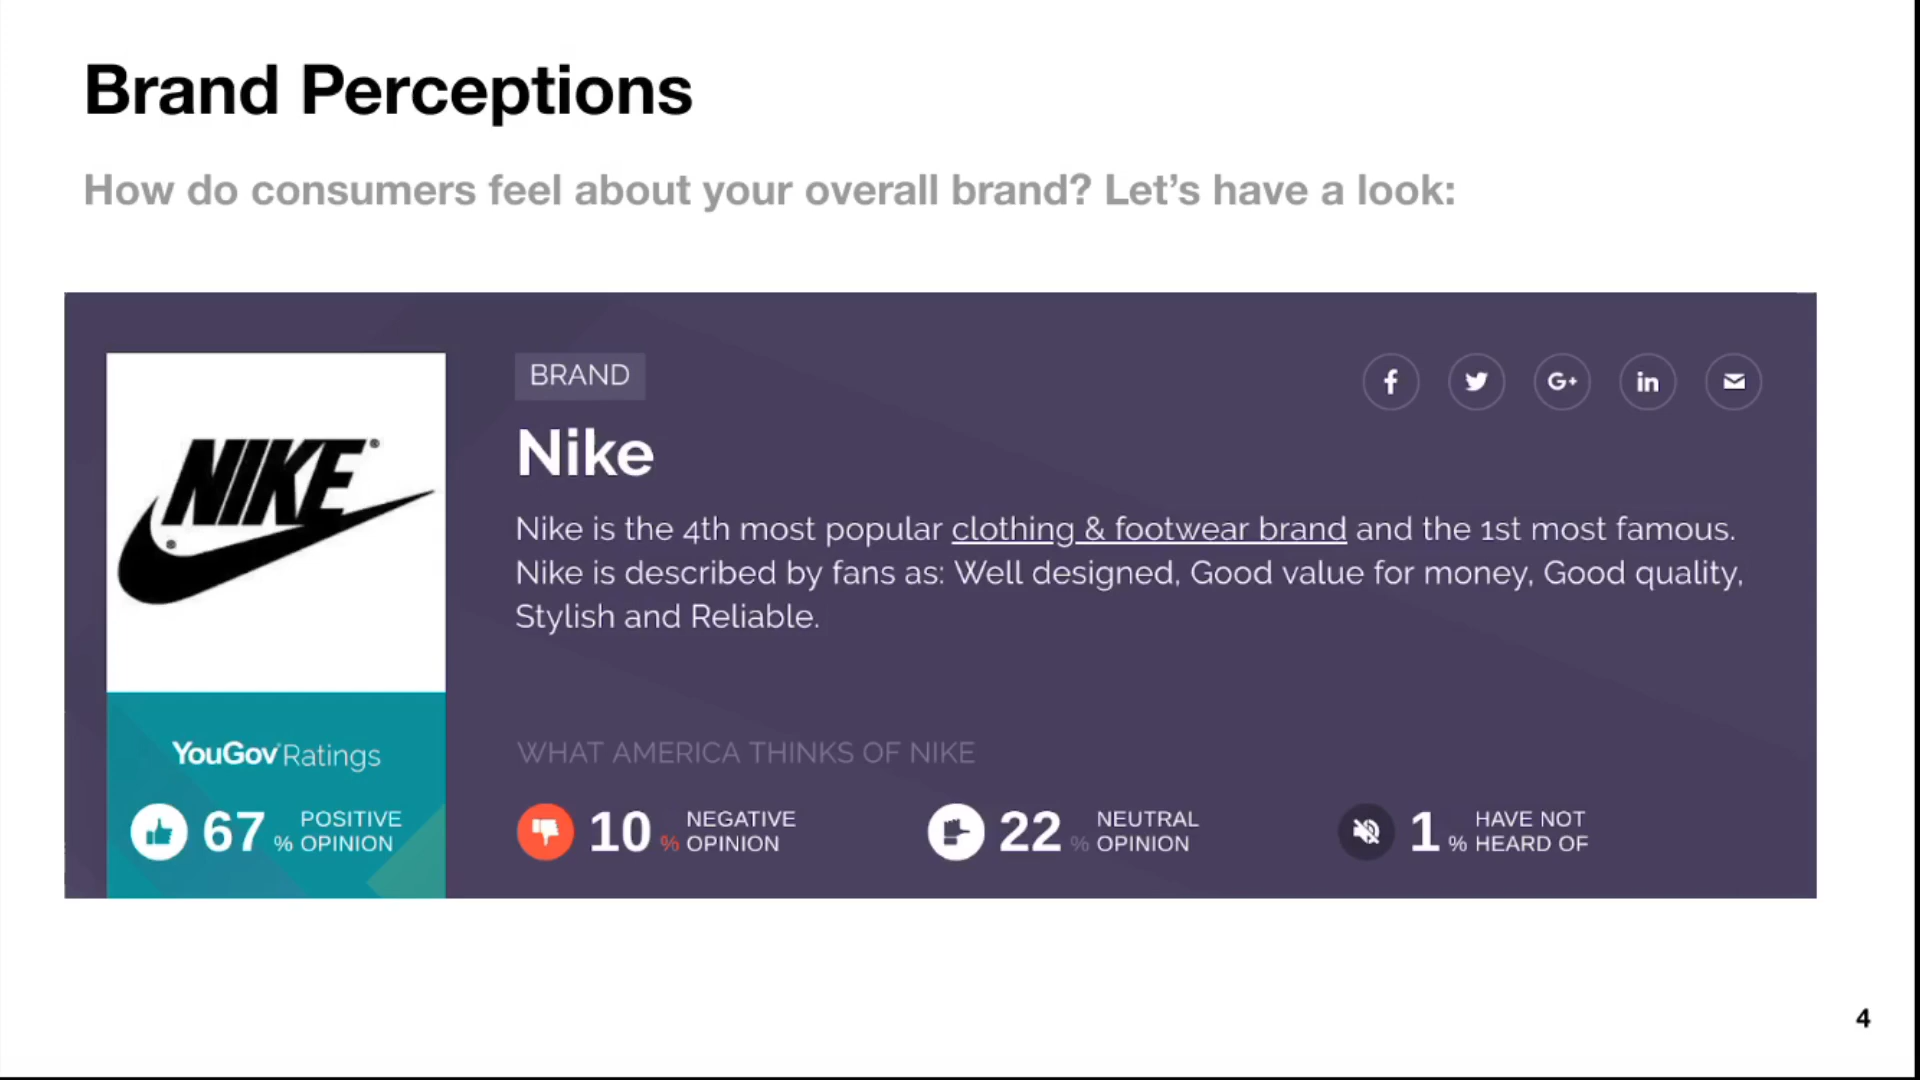 Brand Perceptions
How do consumers feel about your overall brand? Let's have a look:
BRAND
NIKE
Nike
Nike is the 4th most popular clothing & footwear brand and the 1st most famous.
Nike is described by fans as: Well designed, Good value for money, Good quality,
Stylish and Reliable.
WHAT AMERICA THINKS OF NIKE
YouGov Ratings
67 % POSITIVE
OPINION
10 % NEGATIVE
OPINION
22 % NEUTRAL
OPINION
1 % HAVE NOT
HEARD OF
4